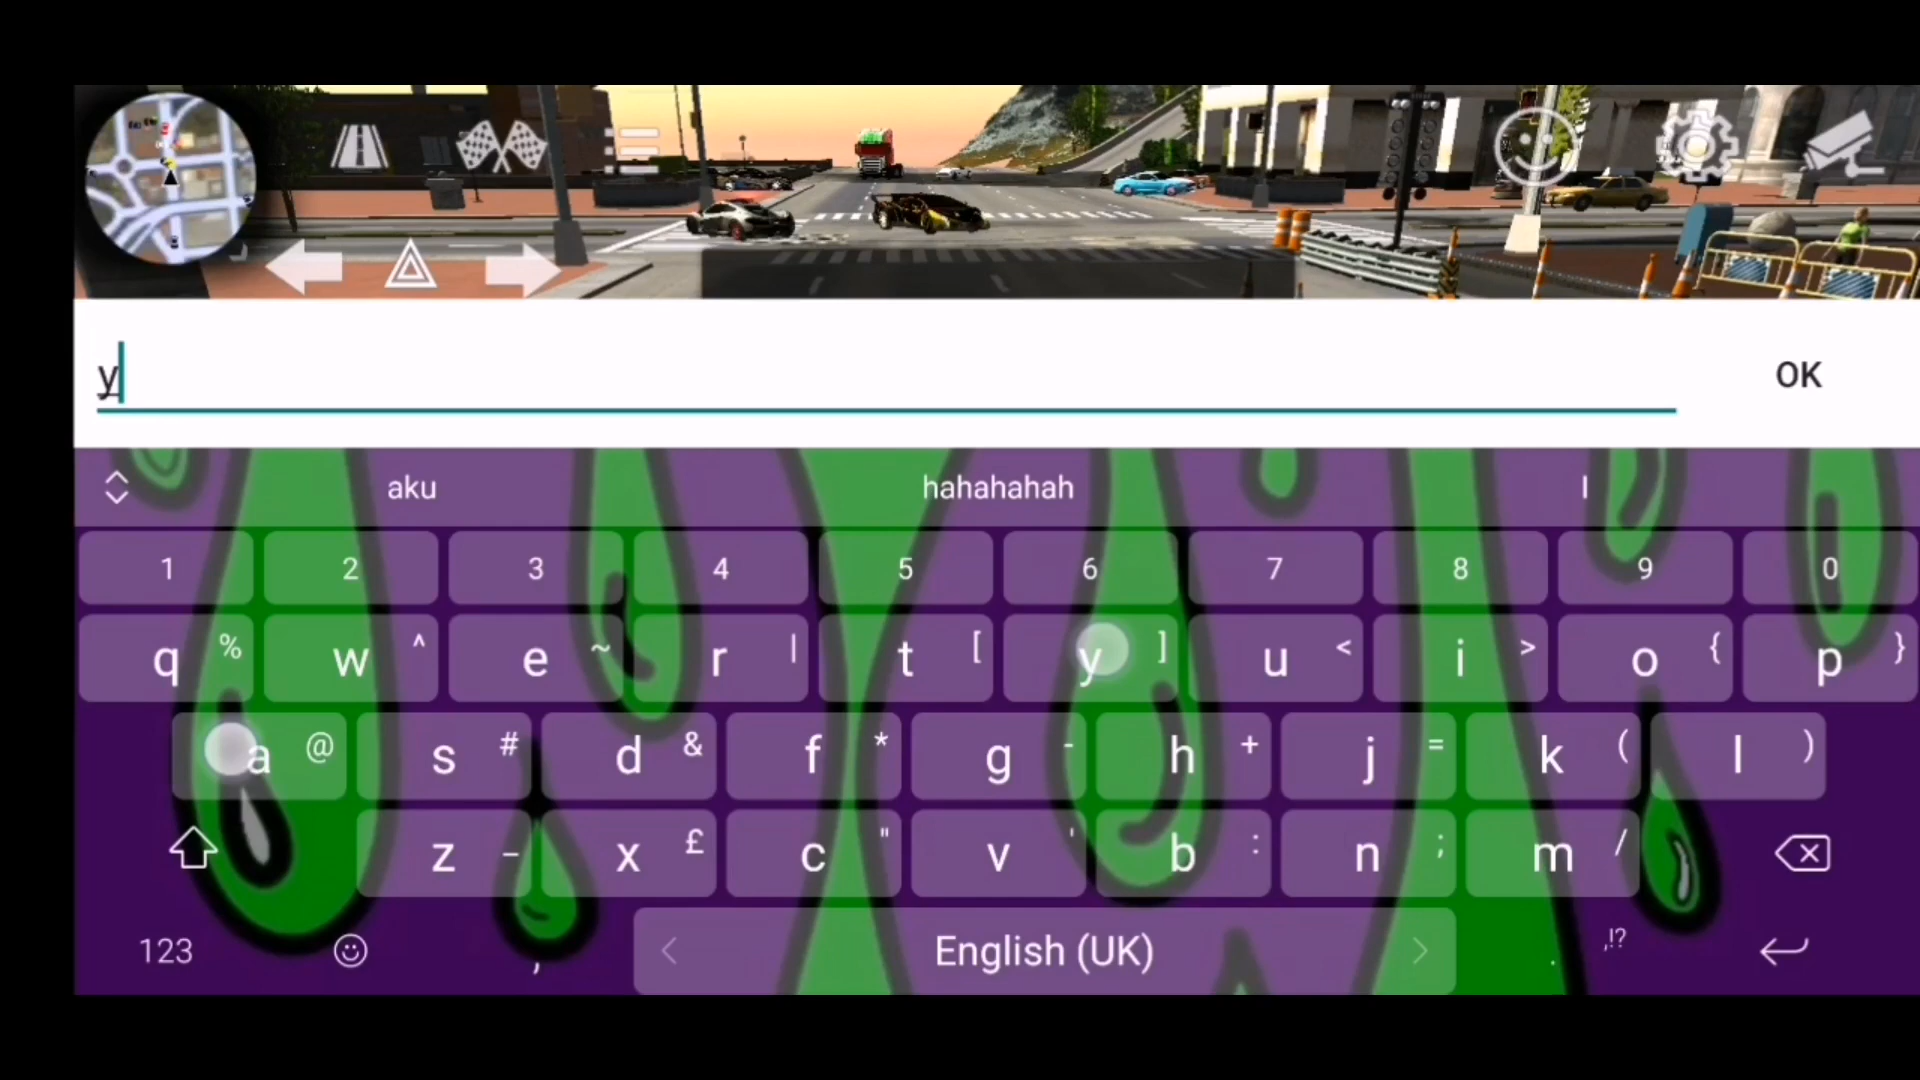 y
OK
aku hahahahah I
1 2 3 4 5 6 7 8 9 0
q % w ^ e ~ r | t [ y ] u < i > o { p }
a @ s # d & f * g - h + j = k ( l )
z _ x £ c " v ' b : n ; m /
123 , < English (UK) > . ,!?